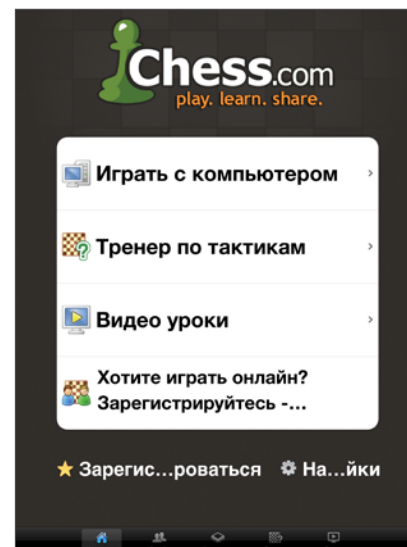 Chess.com
play. learn. share.
Играть с компьютером
Тренер по тактикам
Видео уроки
Хотите играть онлайн?
Зарегистрируйтесь -...
Зарегис...роваться На...йки